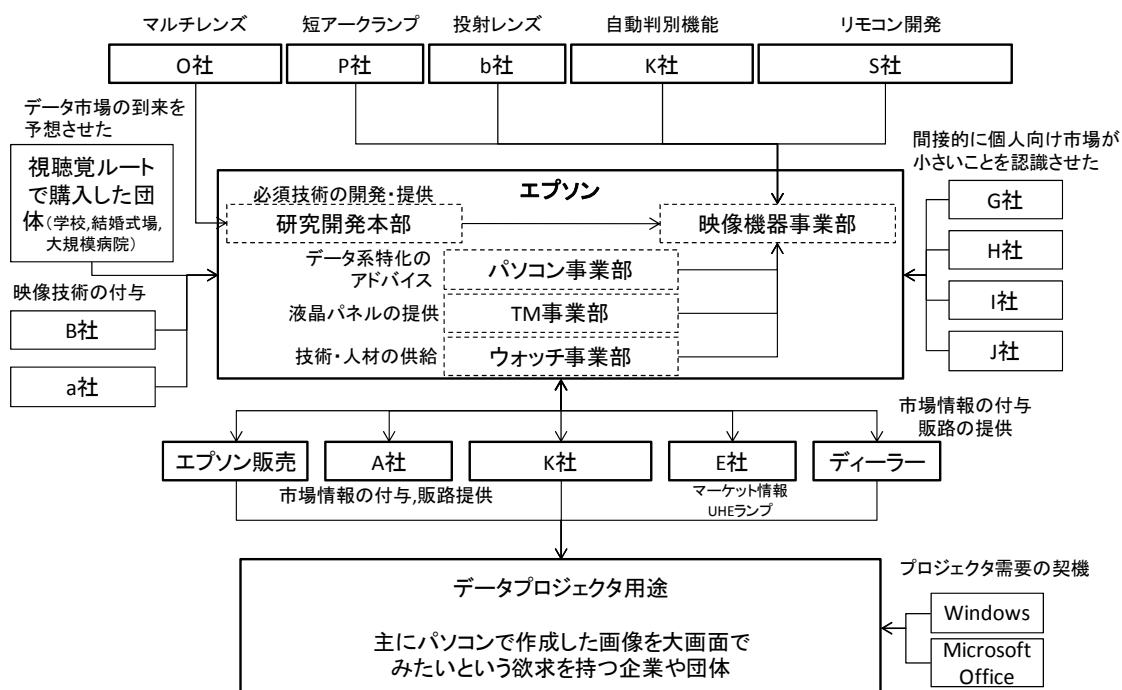 マルチレンズ
短アークランプ
投射レンズ
自動判別機能
リモコン開発
O社
P社
b社
K社
S社
データ市場の到来を
予想させた
視聴覚ルート
で購入した団
体(学校,結婚式場,
大規模病院)
映像技術の付与
B社
a社
エプソン
必須技術の開発・提供
研究開発本部
映像機器事業部
データ系特化の
アドバイス
パソコン事業部
液晶パネルの提供
TM事業部
技術・人材の供給
ウォッチ事業部
間接的に個人向け市場が
小さいことを認識させた
G社
H社
I社
J社
市場情報の付与
販路の提供
エプソン販売
A社
K社
E社
ディーラー
市場情報の付与,販路提供
マーケット情報
UHEランプ
データプロジェクタ用途
主にパソコンで作成した画像を大画面で
みたいという欲求を持つ企業や団体
プロジェクタ需要の契機
Windows
Microsoft
Office